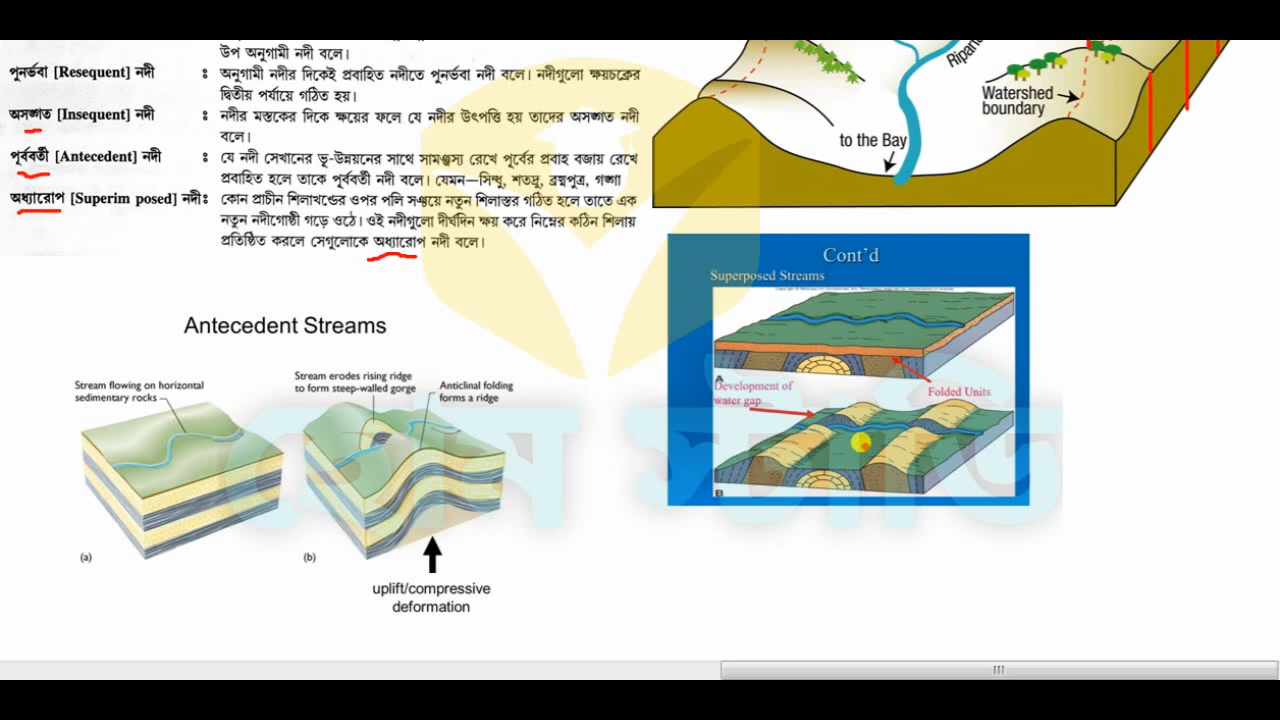 উপ অনুগামী নদী বলে।
পুনর্ভবা [Resequent] নদী : অনুগামী নদীর দিকেই প্রবাহিত নদীতে পুনর্ভবা নদী বলে। নদীগুলো ক্ষয়চক্রের
দ্বিতীয় পর্যায়ে গঠিত হয়।
অসঙ্গত [Insequent] নদী : নদীর মস্তকের দিকে ক্ষয়ের ফলে যে নদীর উৎপত্তি হয় তাদের অসঙ্গত নদী
বলে।
পূর্ববর্তী [Antecedent] নদী : যে নদী সেখানের ভূ-উন্নয়নের সাথে সামঞ্জস্য রেখে পূর্বের প্রবাহ বজায় রেখে
প্রবাহিত হলে তাকে পূর্ববর্তী নদী বলে। যেমন—সিন্ধু, শতদ্রু, ব্রহ্মপুত্র, গঙ্গা
অধ্যারোপ [Superim posed] নদীঃ কোন প্রাচীন শিলাখন্ডের ওপর পলি সঞ্চয়ে নতুন শিলাস্তর গঠিত হলে তাতে এক
নতুন নদীগোষ্ঠী গড়ে ওঠে। ওই নদীগুলো দীর্ঘদিন ক্ষয় করে নিম্নের কঠিন শিলায়
প্রতিষ্ঠিত করলে সেগুলোকে অধ্যারোপ নদী বলে।
Watershed
boundary
to the Bay
Cont'd
Superposed Streams
A
Folded Units
Development of
water gap
B
Antecedent Streams
Stream flowing on horizontal
sedimentary rocks
Stream erodes rising ridge
to form steep-walled gorge
Anticlinal folding
forms a ridge
(a)
(b)
uplift/compressive
deformation